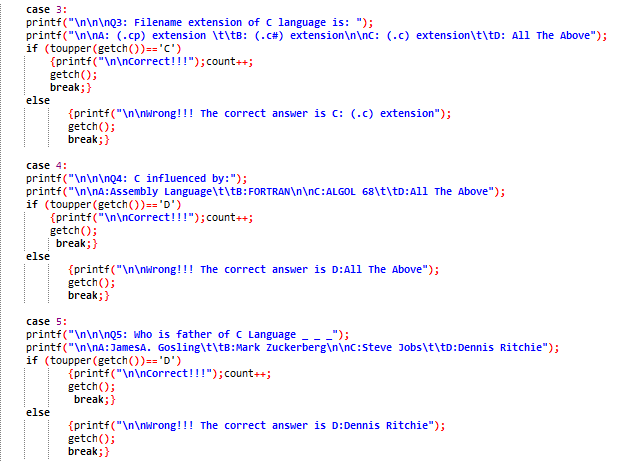 case 3:
printf("\n\n\nQ3: Filename extension of C language is: ");
printf("\n\nA: (.cp) extension \t\tB: (.c#) extension\n\nC: (.c) extension\t\tD: All The Above");
if (toupper(getch())=='C')
{printf("\n\nCorrect!!!");count++;
getch();
break;}
else
{printf("\n\nWrong!!! The correct answer is C: (.c) extension");
getch();
break;}
case 4:
printf("\n\n\nQ4: C influenced by:");
printf("\n\nA:Assembly Language\t\tB:FORTRAN\n\nC:ALGOL 68\t\tD:All The Above");
if (toupper(getch())=='D')
{printf("\n\nCorrect!!!");count++;
getch();
break;}
else
{printf("\n\nWrong!!! The correct answer is D:All The Above");
getch();
break;}
case 5:
printf("\n\n\nQ5: Who is father of C Language _ _ _");
printf("\n\nA:JamesA. Gosling\t\tB:Mark Zuckerberg\n\nC:Steve Jobs\t\tD:Dennis Ritchie");
if (toupper(getch())=='D')
{printf("\n\nCorrect!!!");count++;
getch();
break;}
else
{printf("\n\nWrong!!! The correct answer is D:Dennis Ritchie");
getch();
break;}